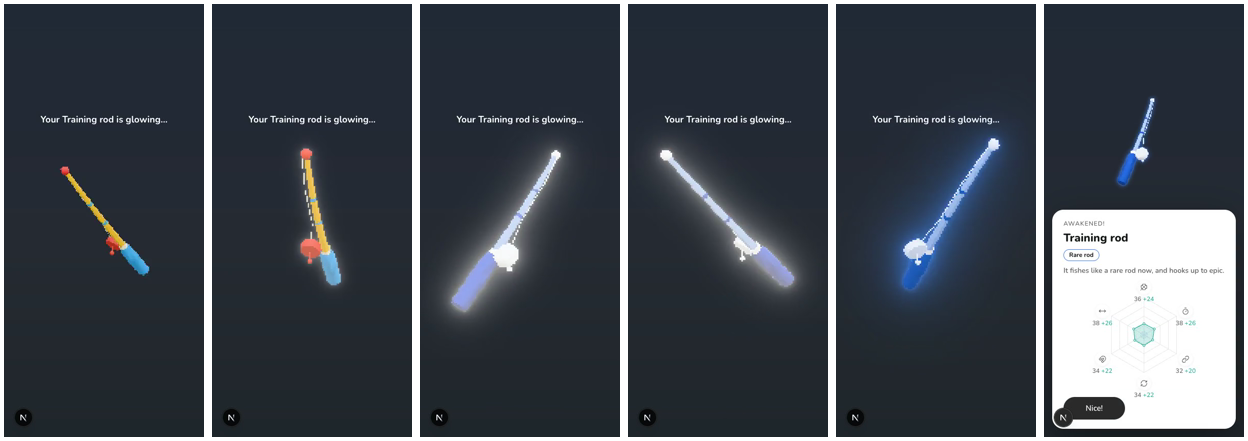 Your Training rod is glowing...
Your Training rod is glowing...
Your Training rod is glowing...
Your Training rod is glowing...
Your Training rod is glowing...
AWAKENED!
Training rod
Rare rod
It fishes like a rare rod now, and hooks up to epic.
36 +24
38 +26
38 +26
34 +22
32 +20
34 +22
Nice!
N
N
N
N
N
N